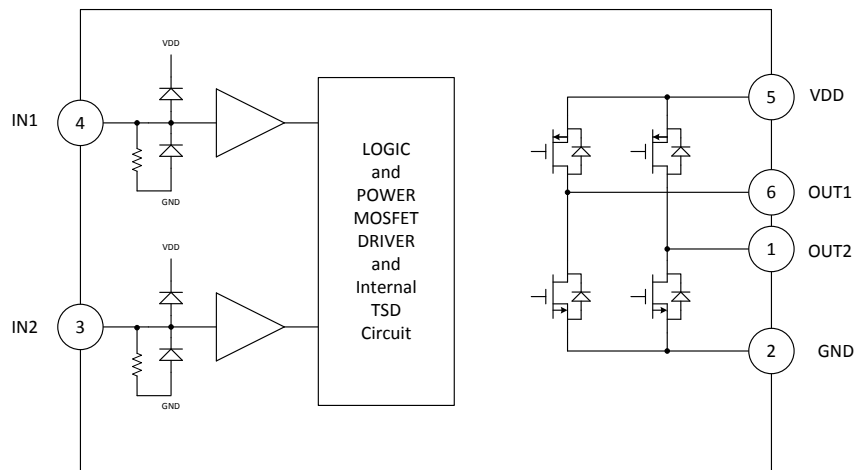 VDD
IN1
4
GND
VDD
IN2
3
GND
LOGIC
and
POWER
MOSFET
DRIVER
and
Internal
TSD
Circuit
5
VDD
6
OUT1
1
OUT2
2
GND